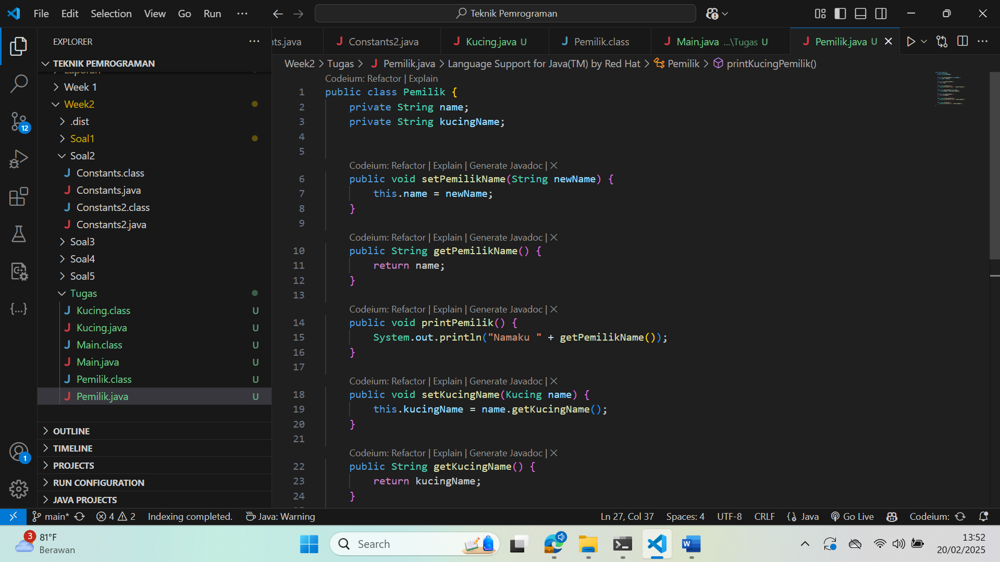 File Edit Selection View Go Run ··· Teknik Pemrograman
EXPLORER ···
nts.java Constants2.java Kucing.java U Pemilik.class Main.java ...\Tugas U Pemilik.java U
Week2 > Tugas > Pemilik.java > Language Support for Java(TM) by Red Hat > Pemilik > printKucingPemilik()
TEKNIK PEMROGRAMAN
Laporan
Week 1
Week2
.dist
Soal1
Soal2
Constants.class
Constants.java
Constants2.class
Constants2.java
Soal3
Soal4
Soal5
Tugas
Kucing.class U
Kucing.java U
Main.class U
Main.java U
Pemilik.class U
Pemilik.java U
OUTLINE
TIMELINE
PROJECTS
RUN CONFIGURATION
JAVA PROJECTS
12
1
Codeium: Refactor | Explain
1 public class Pemilik {
2 private String name;
3 private String kucingName;
4
5
Codeium: Refactor | Explain | Generate Javadoc | ×
6 public void setPemilikName(String newName) {
7 this.name = newName;
8 }
9
Codeium: Refactor | Explain | Generate Javadoc | ×
10 public String getPemilikName() {
11 return name;
12 }
13
Codeium: Refactor | Explain | Generate Javadoc | ×
14 public void printPemilik() {
15 System.out.println("Namaku " + getPemilikName());
16 }
17
Codeium: Refactor | Explain | Generate Javadoc | ×
18 public void setKucingName(Kucing name) {
19 this.kucingName = name.getKucingName();
20 }
21
Codeium: Refactor | Explain | Generate Javadoc | ×
22 public String getKucingName() {
23 return kucingName;
24 }
main* 4 2 Indexing completed. Java: Warning Ln 27, Col 37 Spaces: 4 UTF-8 CRLF Java Go Live Codeium:
3 81°F
Berawan
Search
13:52
20/02/2025